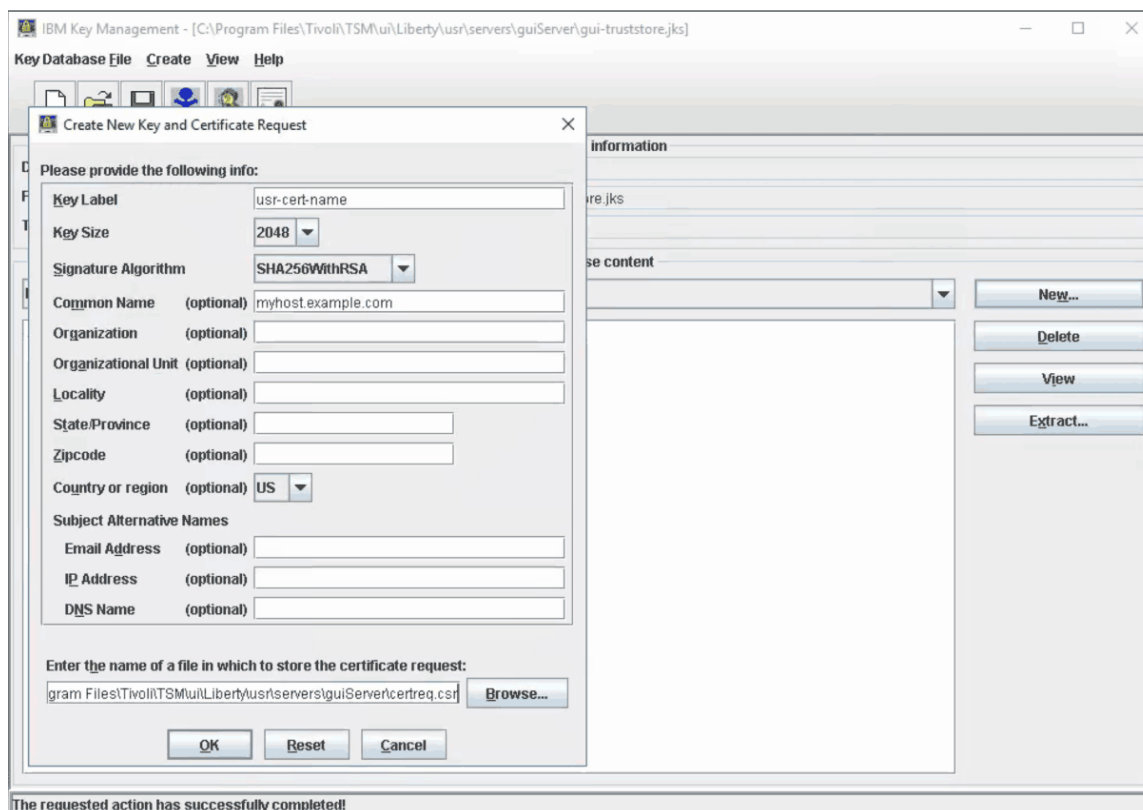 IBM Key Management - [C:\Program Files\Tivoli\TSM\ui\Liberty\usr\servers\guiServer\gui-truststore.jks]
Key Database File Create View Help
Create New Key and Certificate Request
information
Please provide the following info:
Key Label usr-cert-name
re.jks
Key Size 2048
Signature Algorithm SHA256WithRSA
se content
Common Name (optional) myhost.example.com
New...
Organization (optional)
Delete
Organizational Unit (optional)
View
Locality (optional)
Extract...
State/Province (optional)
Zipcode (optional)
Country or region (optional) US
Subject Alternative Names
Email Address (optional)
IP Address (optional)
DNS Name (optional)
Enter the name of a file in which to store the certificate request:
gram Files\Tivoli\TSM\ui\Liberty\usr\servers\guiServer\certreq.csr Browse...
OK Reset Cancel
The requested action has successfully completed!